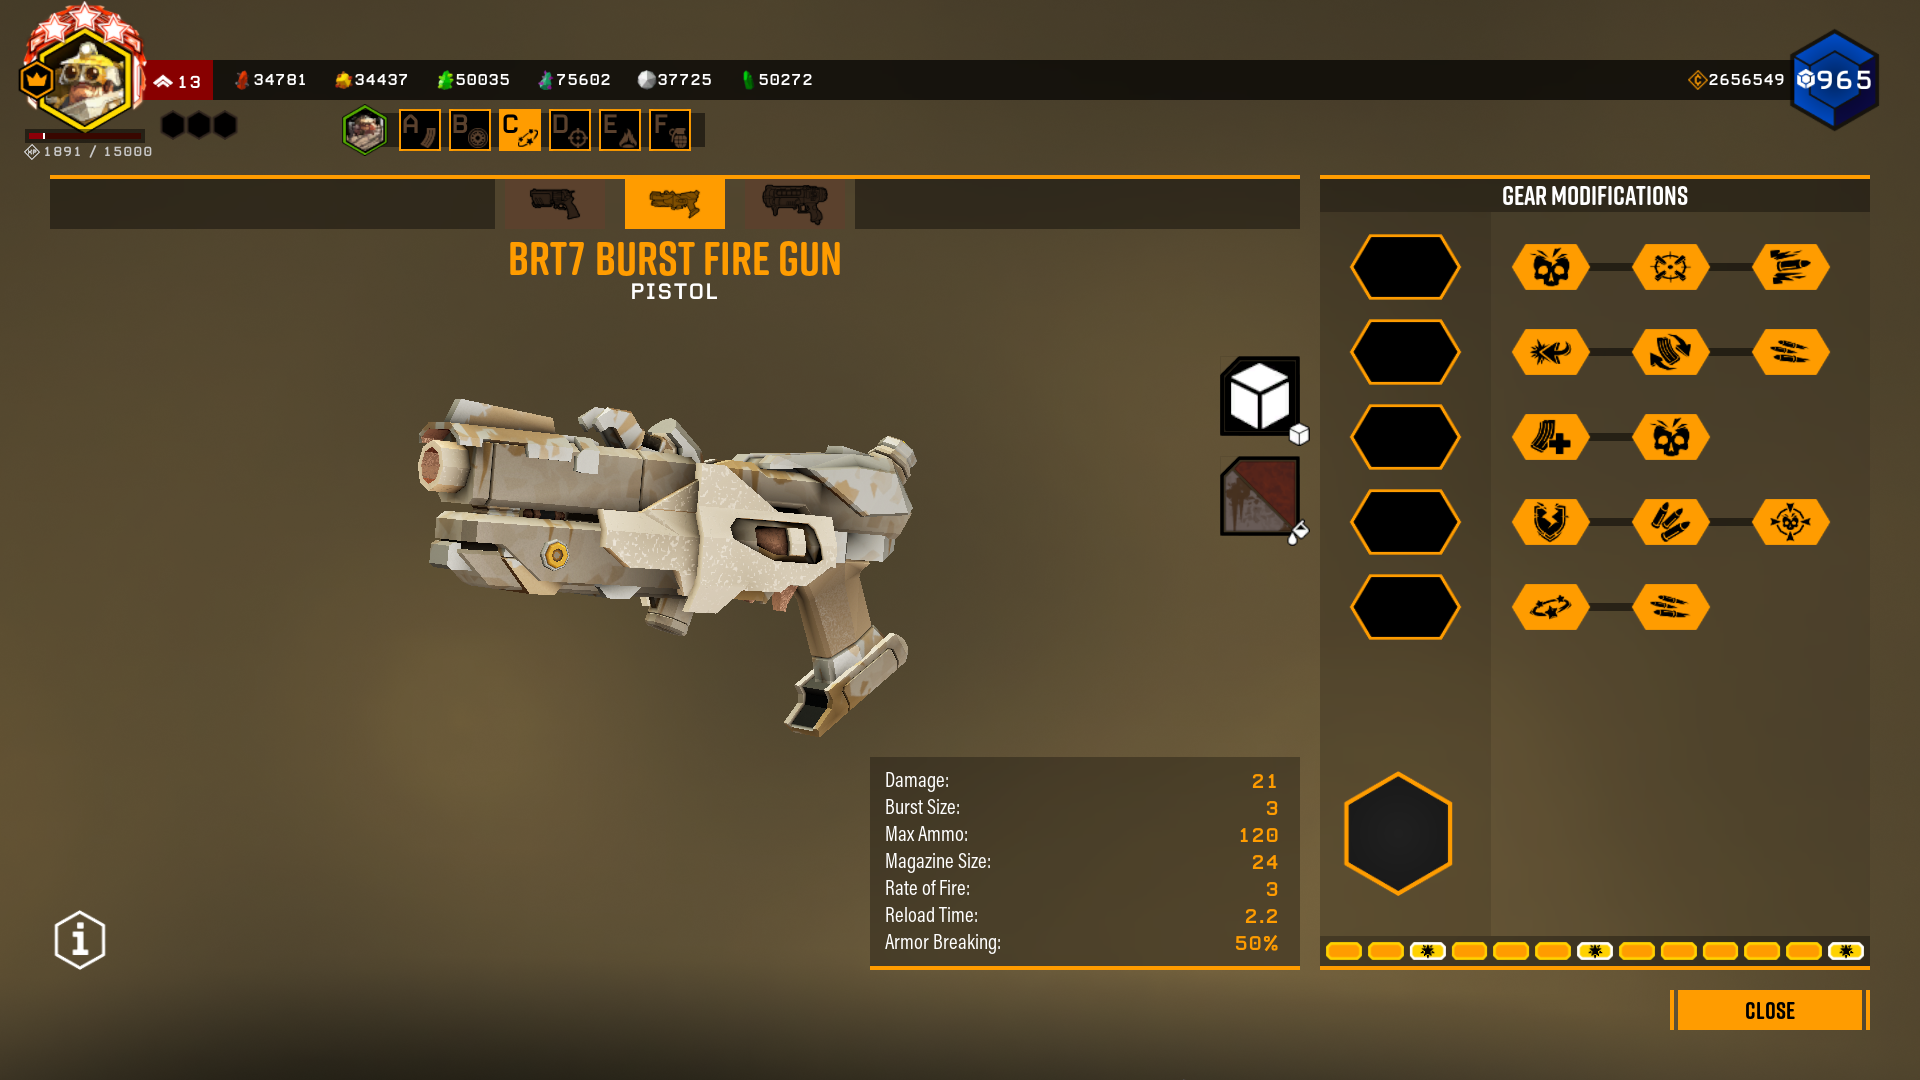 13 34781 34437 50035 75602 37725 50272 2656549 965
A B C D E F
HP 1891 / 15000
GEAR MODIFICATIONS
BRT7 BURST FIRE GUN
PISTOL
Damage: 21
Burst Size: 3
Max Ammo: 120
Magazine Size: 24
Rate of Fire: 3
Reload Time: 2.2
Armor Breaking: 50%
CLOSE